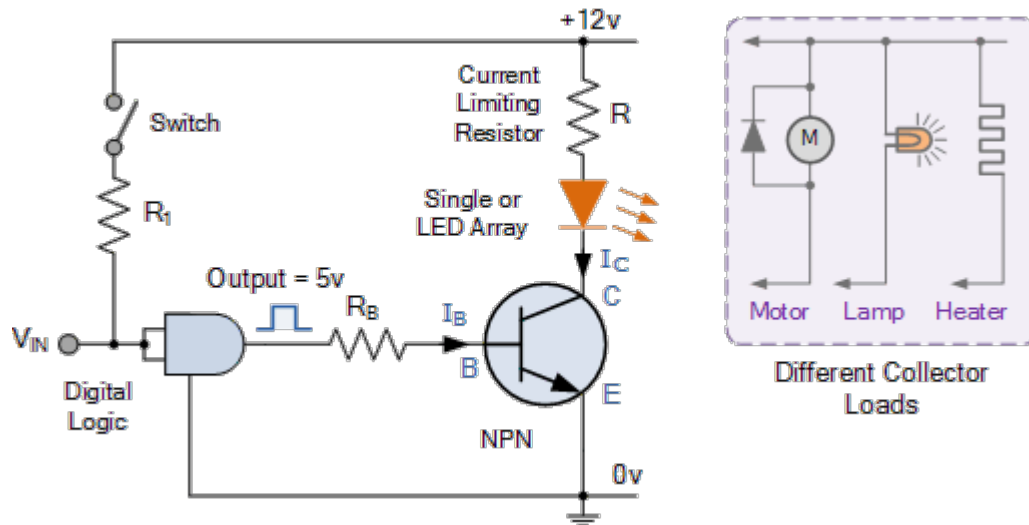 +12v
Current
Limiting
Resistor
R
Switch
R1
Single or
LED Array
IC
C
Output = 5v
RB
IB
B
E
VIN
Digital
Logic
NPN
0v
M
Motor
Lamp
Heater
Different Collector
Loads